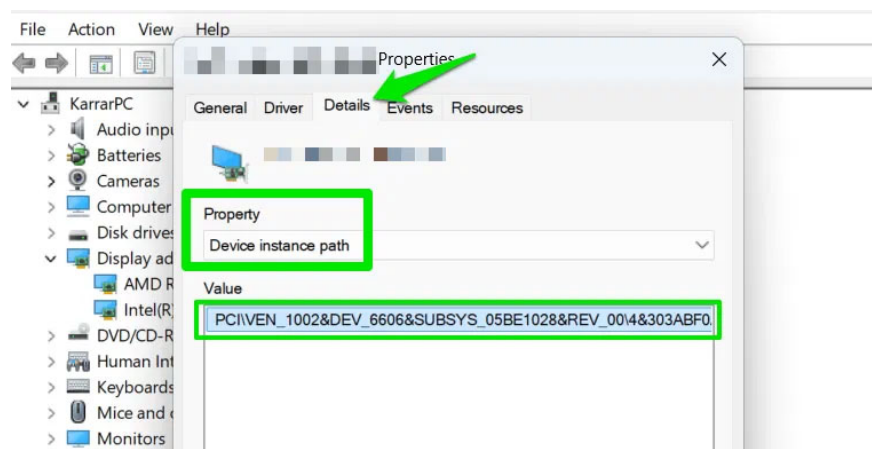 File Action View Help
Properties
KarrarPC
General Driver Details Events Resources
Audio inpu
Batteries
Cameras
Computer
Property
Disk drives
Device instance path
Display ad
AMD R
Value
Intel(R)
PCI\VEN_1002&DEV_6606&SUBSYS_05BE1028&REV_00\4&303ABF0
DVD/CD-R
Human Int
Keyboards
Mice and
Monitors